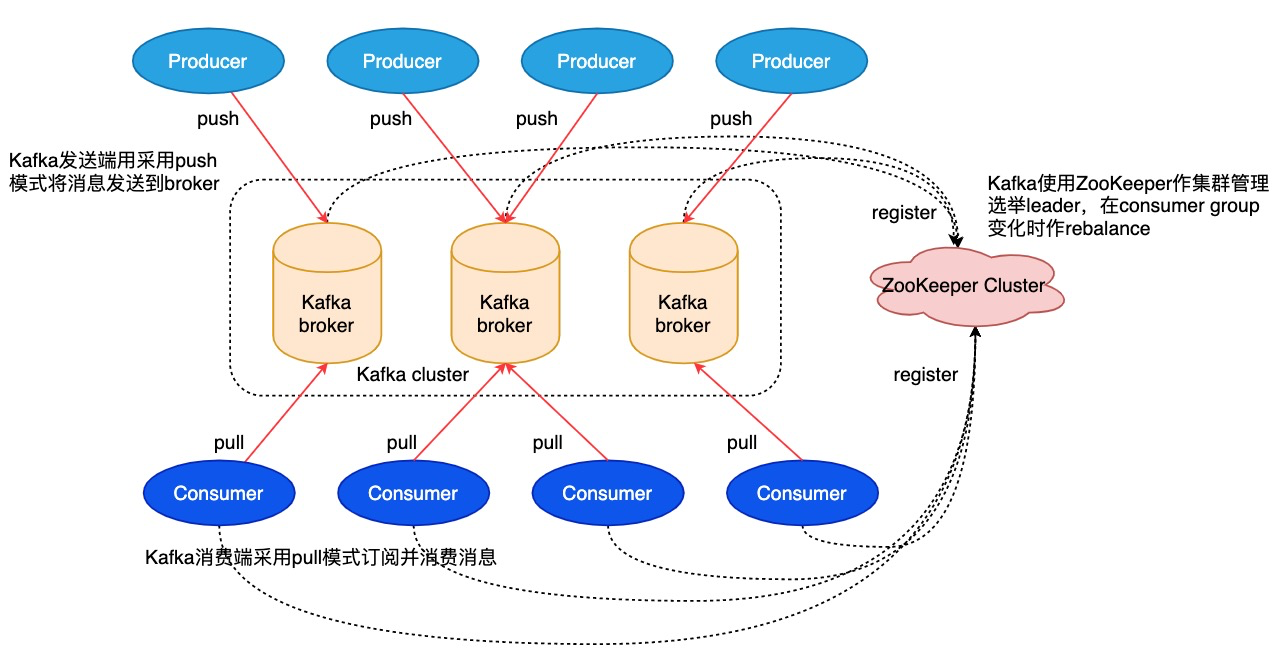 Producer
Producer
Producer
Producer
push
push
push
push
Kafka发送端用采用push
模式将消息发送到broker
Kafka使用ZooKeeper作集群管理
选举leader，在consumer group
变化时作rebalance
register
ZooKeeper Cluster
Kafka
broker
Kafka
broker
Kafka
broker
Kafka cluster
register
pull
pull
pull
pull
Consumer
Consumer
Consumer
Consumer
Kafka消费端采用pull模式订阅并消费消息